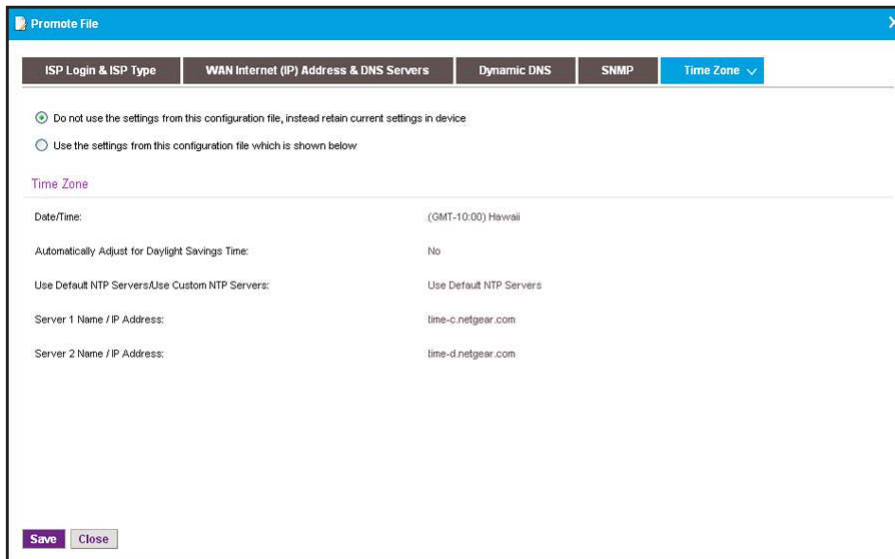 Promote File
ISP Login & ISP Type
WAN Internet (IP) Address & DNS Servers
Dynamic DNS
SNMP
Time Zone
Do not use the settings from this configuration file, instead retain current settings in device
Use the settings from this configuration file which is shown below
Time Zone
Date/Time: (GMT-10:00) Hawaii
Automatically Adjust for Daylight Savings Time: No
Use Default NTP Servers/Use Custom NTP Servers: Use Default NTP Servers
Server 1 Name / IP Address: time-c.netgear.com
Server 2 Name / IP Address: time-d.netgear.com
Save
Close